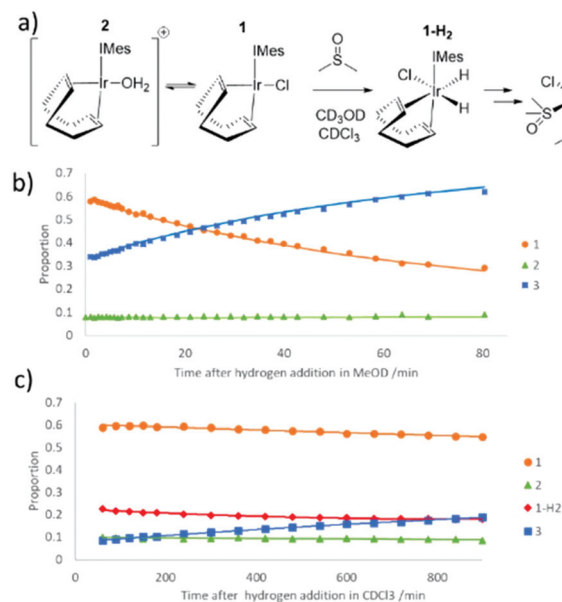 a)
2
1
1-H2
IMes
IMes
IMes
Ir
OH2
Ir
Cl
S
O
CD3OD
CDCl3
Cl
Ir
H
H
Cl
S
O
b)
0.7
0.6
0.5
0.4
0.3
0.2
0.1
0
Proportion
0
20
40
60
80
Time after hydrogen addition in MeOD /min
1
2
3
c)
0.7
0.6
0.5
0.4
0.3
0.2
0.1
0
Proportion
0
200
400
600
800
Time after hydrogen addition in CDCl3 /min
1
2
1-H2
3